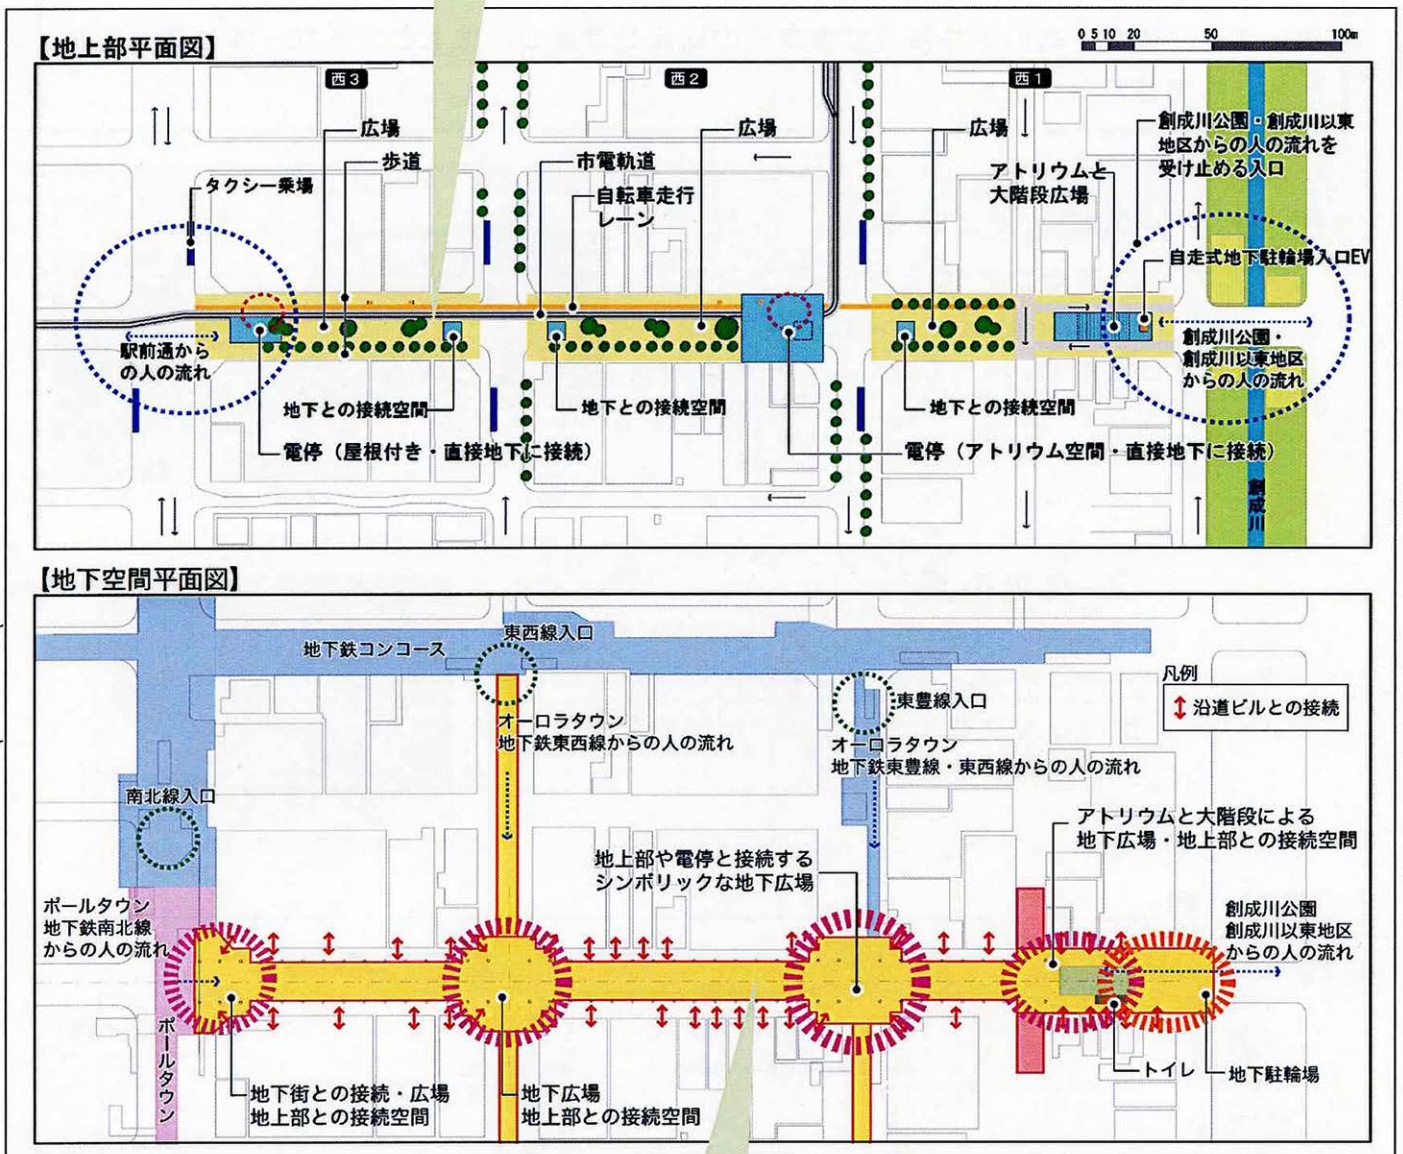 【地上部平面図】
0 5 10 20 50 100m
西3
西2
西1
広場
歩道
タクシー乗場
市電軌道
自転車走行
レーン
広場
広場
アトリウムと
大階段広場
創成川公園・創成川以東
地区からの人の流れを
受け止める入口
自走式地下駐輪場入口EV
駅前通から
の人の流れ
創成川公園・
創成川以東地区
からの人の流れ
地下との接続空間
地下との接続空間
地下との接続空間
電停（屋根付き・直接地下に接続）
電停（アトリウム空間・直接地下に接続）
創成川
【地下空間平面図】
地下鉄コンコース
東西線入口
凡例
沿道ビルとの接続
東豊線入口
オーロラタウン
地下鉄東西線からの人の流れ
オーロラタウン
地下鉄東豊線・東西線からの人の流れ
南北線入口
アトリウムと大階段による
地下広場・地上部との接続空間
地上部や電停と接続する
シンボリックな地下広場
ポールタウン
地下鉄南北線
からの人の流れ
創成川公園
創成川以東地区
からの人の流れ
ポールタウン
地下街との接続・広場
地上部との接続空間
地下広場
地上部との接続空間
トイレ
地下駐輪場